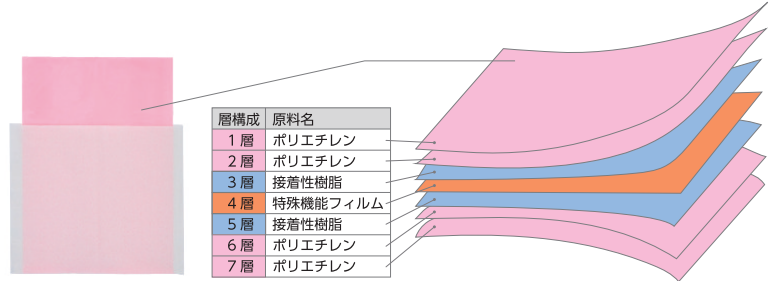 層構成 原料名
1層 ポリエチレン
2層 ポリエチレン
3層 接着性樹脂
4層 特殊機能フィルム
5層 接着性樹脂
6層 ポリエチレン
7層 ポリエチレン